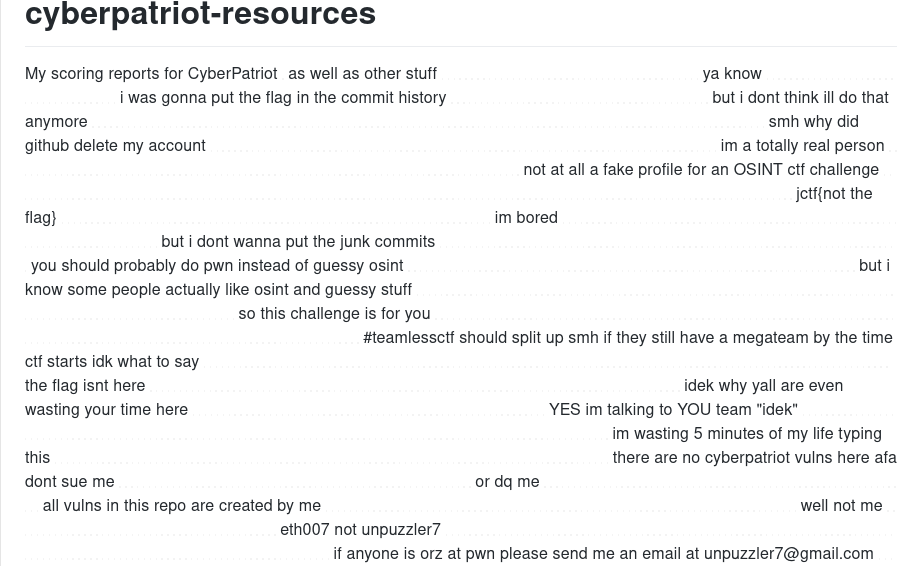 cyberpatriot-resources
My scoring reports for CyberPatriot as well as other stuff ya know
i was gonna put the flag in the commit history but i dont think ill do that
anymore smh why did
github delete my account im a totally real person
not at all a fake profile for an OSINT ctf challenge
jctf{not the
flag} im bored
but i dont wanna put the junk commits
you should probably do pwn instead of guessy osint but i
know some people actually like osint and guessy stuff
so this challenge is for you
#teamlessctf should split up smh if they still have a megateam by the time
ctf starts idk what to say
the flag isnt here idek why yall are even
wasting your time here YES im talking to YOU team "idek"
im wasting 5 minutes of my life typing
this there are no cyberpatriot vulns here afa
dont sue me or dq me
all vulns in this repo are created by me well not me
eth007 not unpuzzler7
if anyone is orz at pwn please send me an email at unpuzzler7@gmail.com